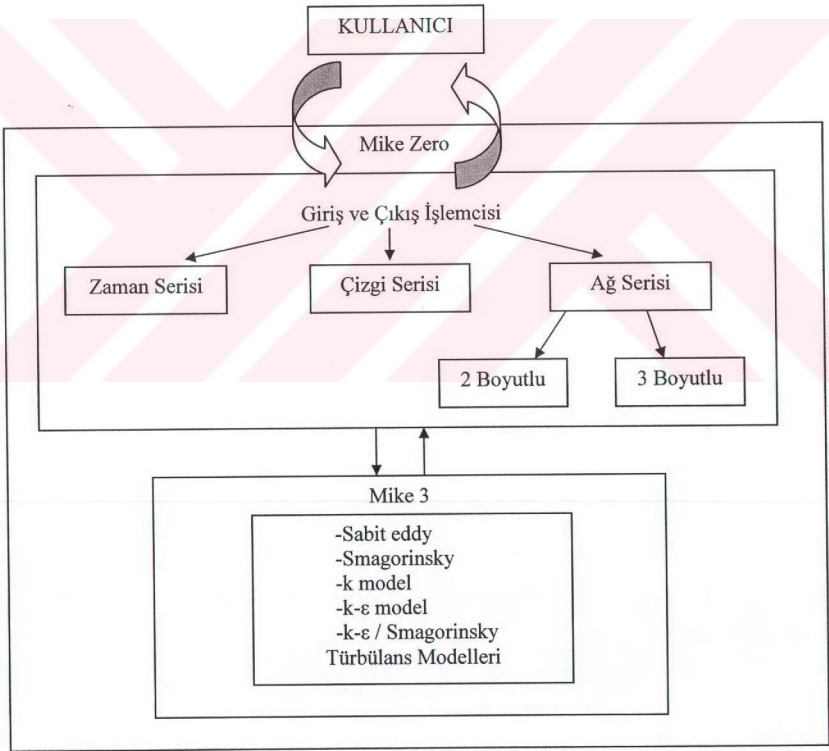 KULLANICI
Mike Zero
Giriş ve Çıkış İşlemcisi
Zaman Serisi
Çizgi Serisi
Ağ Serisi
2 Boyutlu
3 Boyutlu
Mike 3
-Sabit eddy
-Smagorinsky
-k model
-k-ε model
-k-ε / Smagorinsky
Türbülans Modelleri